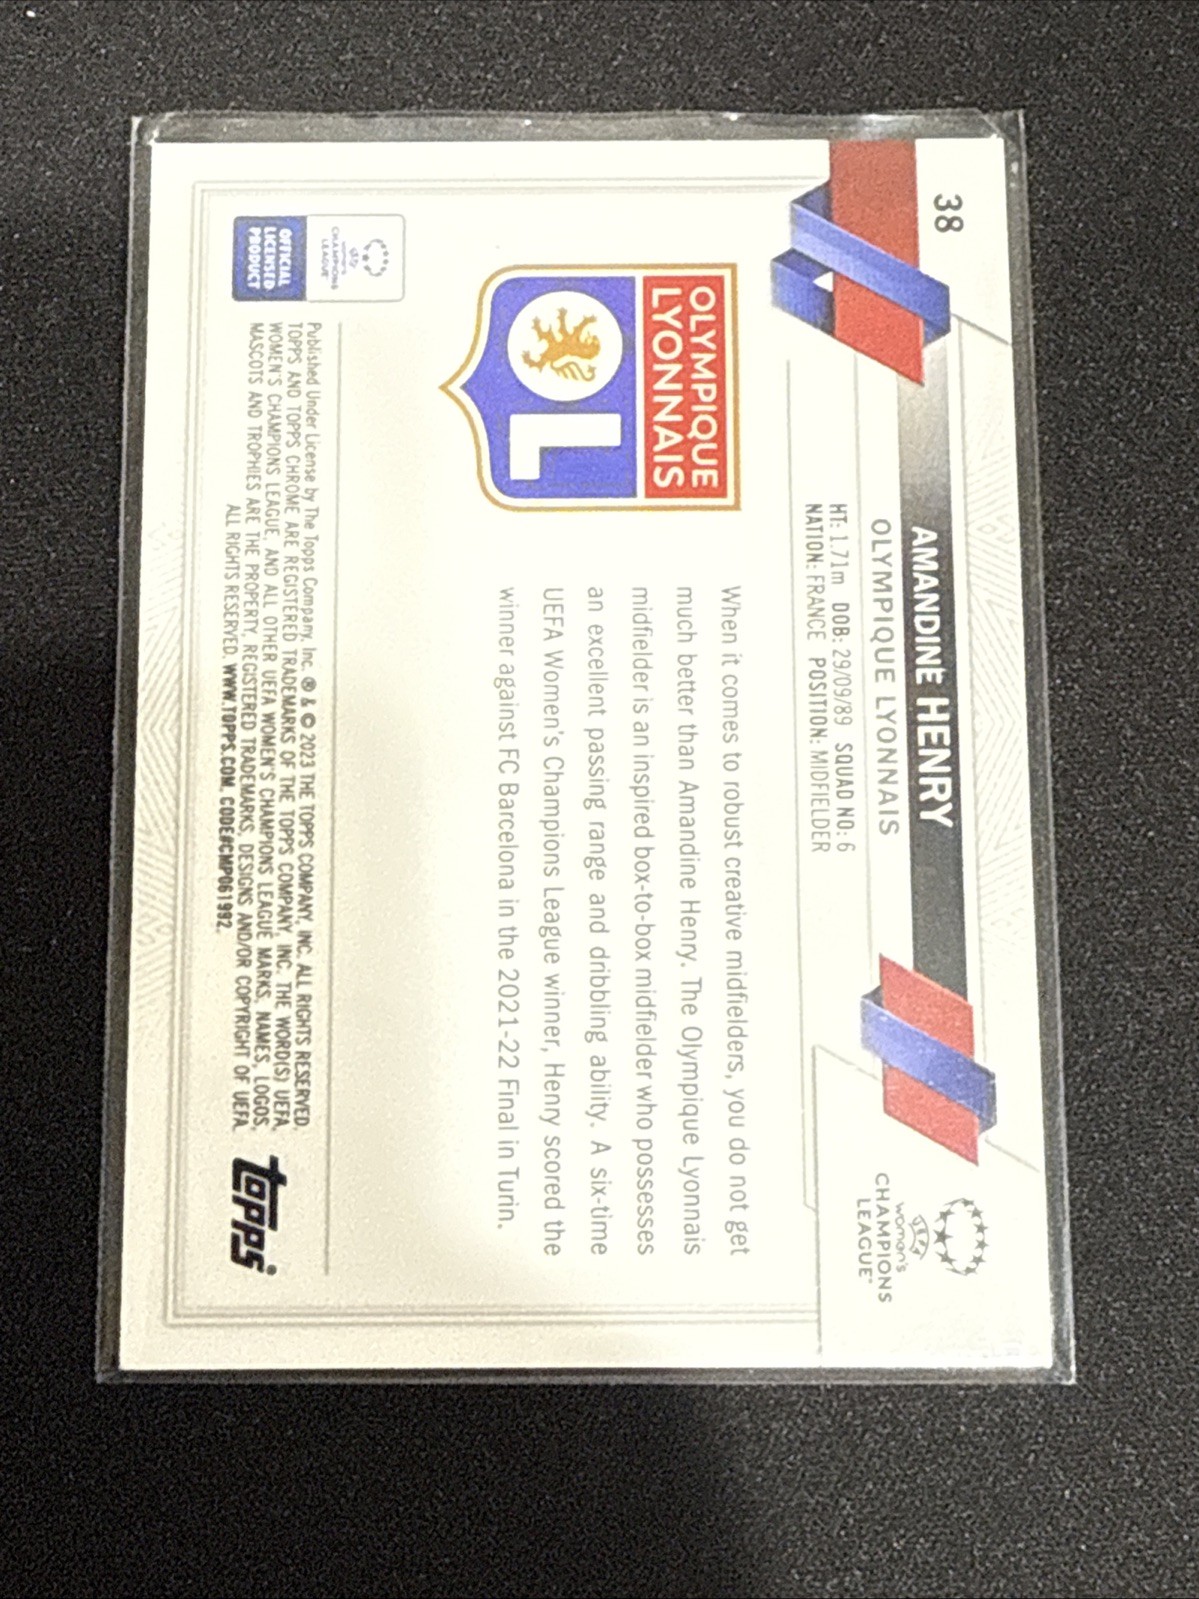 38
AMANDINE HENRY
OLYMPIQUE LYONNAIS
HT: 1.71m DOB: 29/09/89 SQUAD NO: 6
NATION: FRANCE POSITION: MIDFIELDER
UEFA
women's
CHAMPIONS
LEAGUE
OLYMPIQUE
LYONNAIS
OL
When it comes to robust creative midfielders, you do not get
much better than Amandine Henry. The Olympique Lyonnais
midfielder is an inspired box-to-box midfielder who possesses
an excellent passing range and dribbling ability. A six-time
UEFA Women's Champions League winner, Henry scored the
winner against FC Barcelona in the 2021-22 Final in Turin.
women's
CHAMPIONS
LEAGUE
OFFICIAL
LICENSED
PRODUCT
Published Under License by The Topps Company, Inc. ® & © 2023 THE TOPPS COMPANY, INC. ALL RIGHTS RESERVED.
TOPPS AND TOPPS CHROME ARE REGISTERED TRADEMARKS OF THE TOPPS COMPANY, INC. THE WORD(S) UEFA,
WOMEN'S CHAMPIONS LEAGUE, AND ALL OTHER UEFA WOMEN'S CHAMPIONS LEAGUE MARKS, NAMES, LOGOS,
MASCOTS AND TROPHIES ARE THE PROPERTY, REGISTERED TRADEMARKS, DESIGNS AND/OR COPYRIGHT OF UEFA.
ALL RIGHTS RESERVED. WWW.TOPPS.COM. CODE#CMP061992.
topps